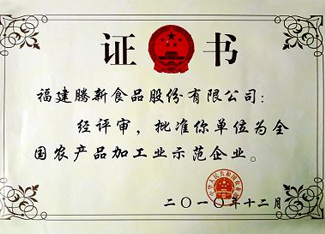 证书
福建腾新食品股份有限公司：
经评审，批准你单位为全
国农产品加工业示范企业。
二〇一〇年十二月